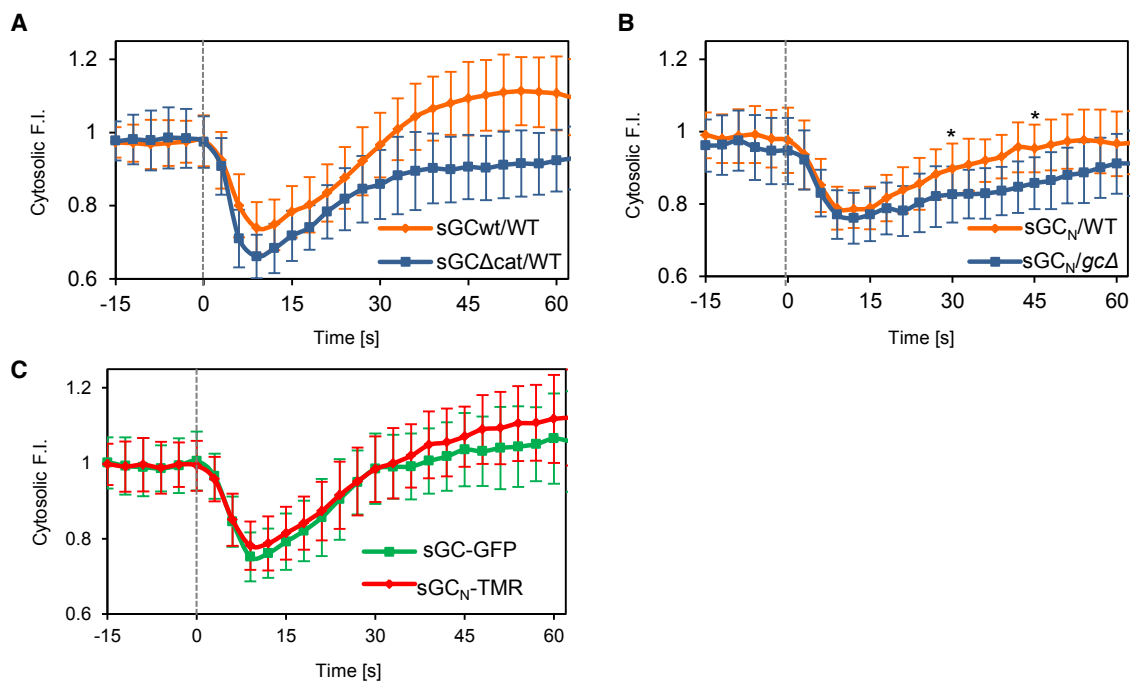 A
1.2
1
0.8
0.6
Cytosolic F.I.
sGCwt/WT
sGCΔcat/WT
-15 0 15 30 45 60
Time [s]
B
1.2
1
0.8
0.6
Cytosolic F.I.
* *
sGCN/WT
sGCN/gcΔ
-15 0 15 30 45 60
Time [s]
C
1.2
1
0.8
0.6
Cytosolic F.I.
sGC-GFP
sGCN-TMR
-15 0 15 30 45 60
Time [s]